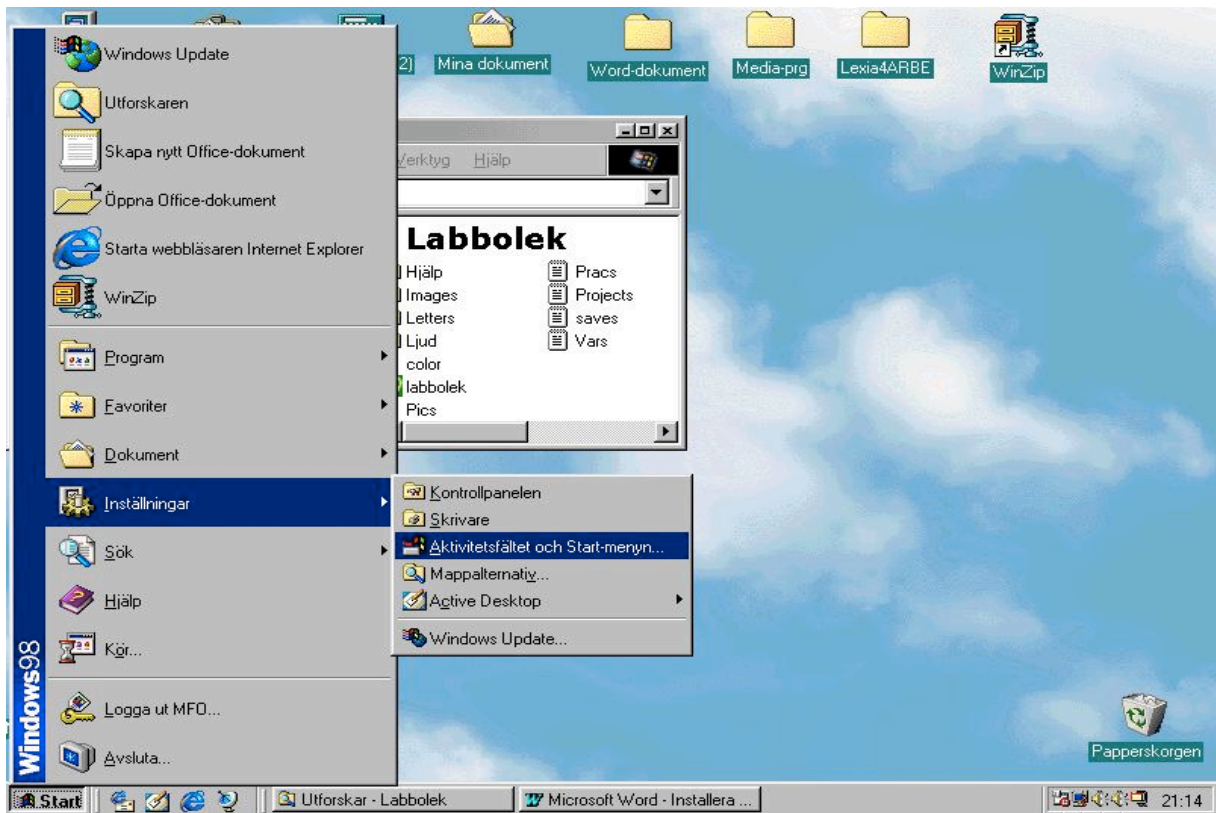 2]
Mina dokument
Word-dokument
Media-prg
Lexia4ARBE
WinZip
Windows Update
Utforskaren
Skapa nytt Office-dokument
Öppna Office-dokument
Starta webbläsaren Internet Explorer
WinZip
Program
Favoriter
Dokument
Inställningar
Sök
Hjälp
Kör...
Logga ut MFO...
Avsluta...
Windows98
Verktyg Hjälp
Labbolek
Hjälp
Images
Letters
Ljud
color
labbolek
Pics
Pracs
Projects
saves
Vars
Kontrollpanelen
Skrivare
Aktivitetsfältet och Start-menyn...
Mappalternativ...
Active Desktop
Windows Update...
Papperskorgen
Start
Utforskar - Labbolek
Microsoft Word - Installera ...
21:14